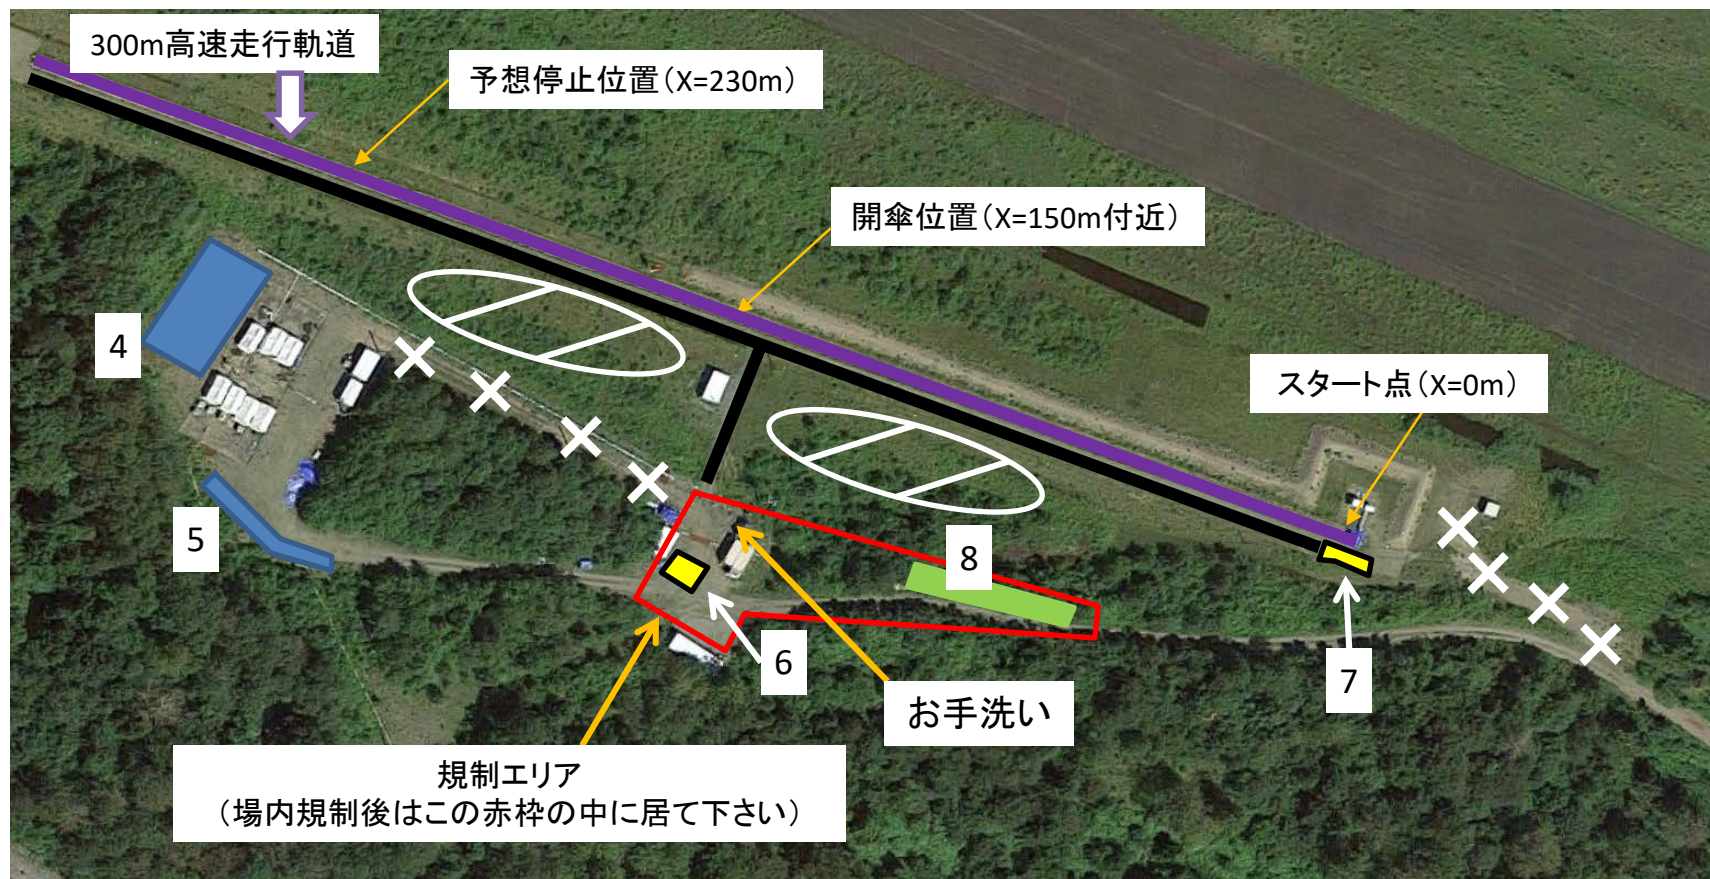 300m高速走行軌道
予想停止位置(X=230m)
開傘位置(X=150m付近)
スタート点(X=0m)
4
5
8
6
7
お手洗い
規制エリア
(場内規制後はこの赤枠の中に居て下さい)